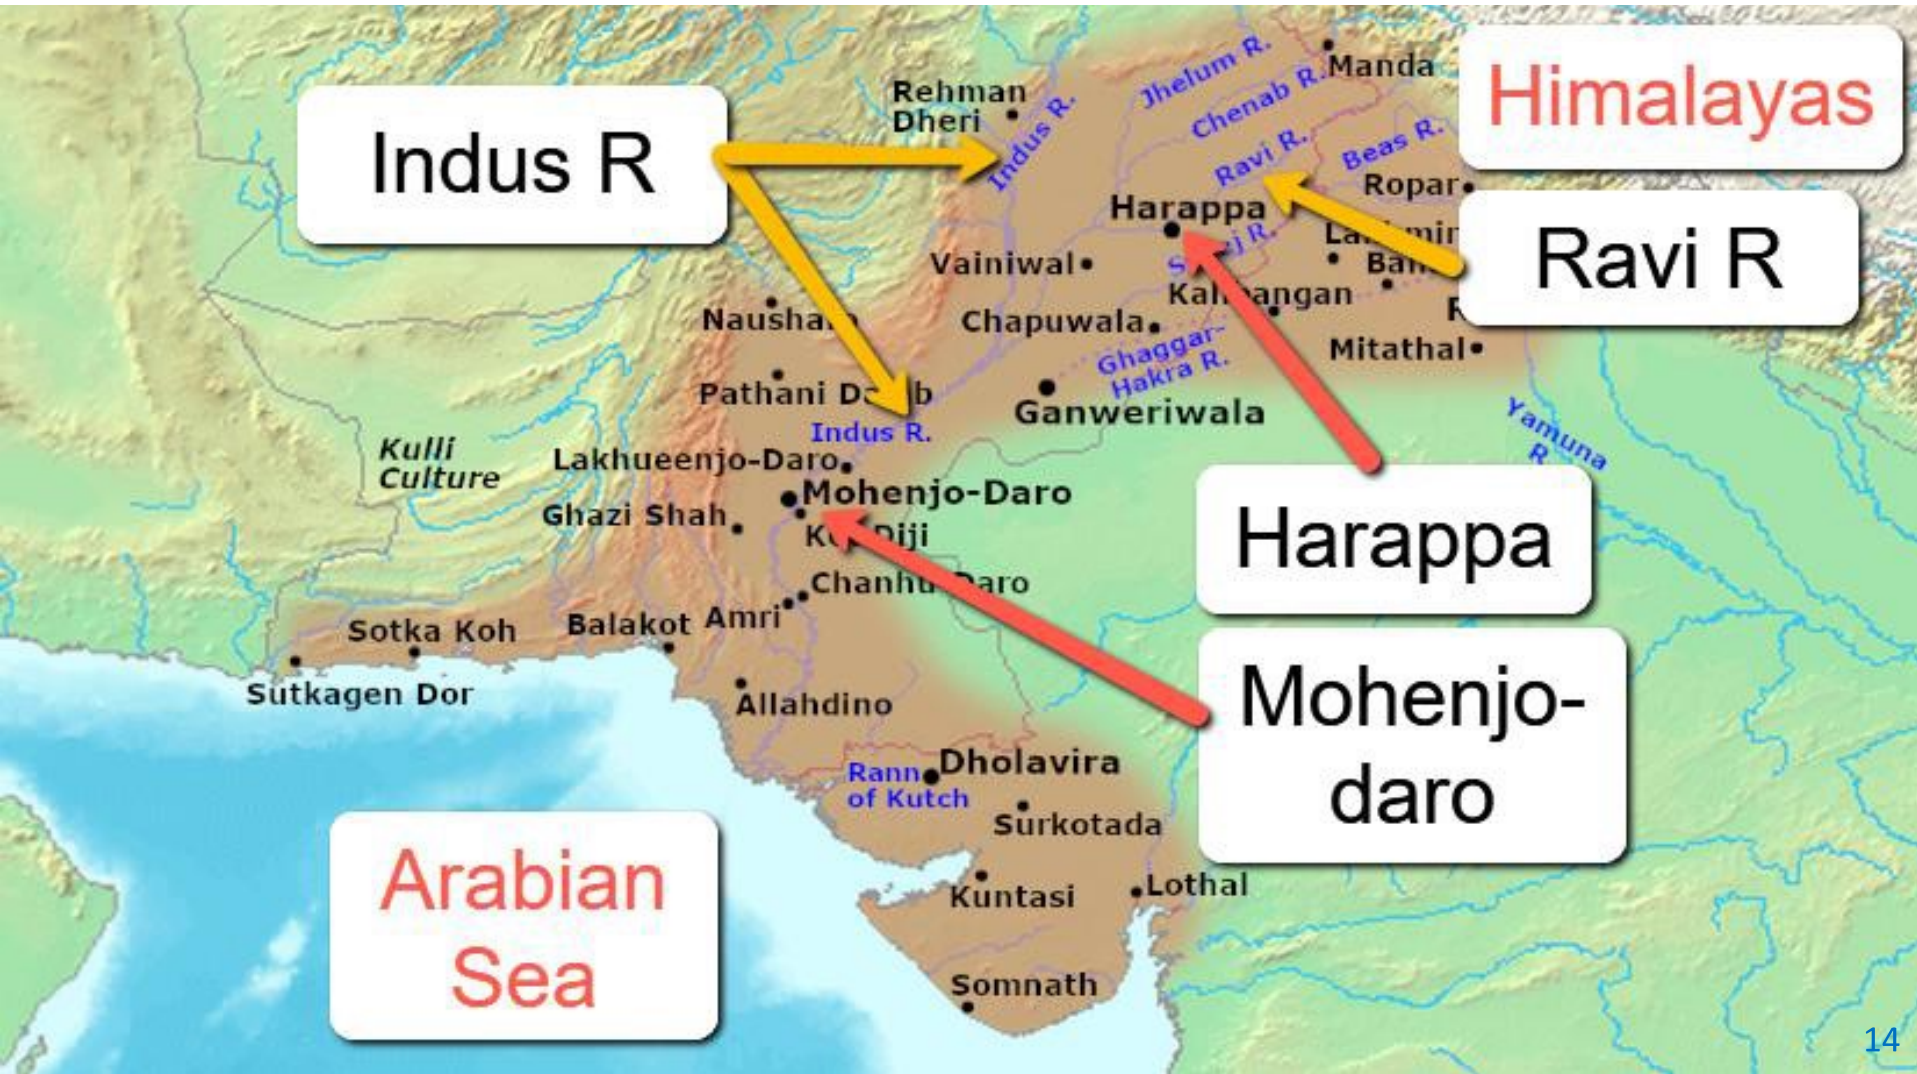 Manda
Himalayas
Jhelum R.
Chenab R.
Rehman
Dheri
Indus R.
Indus R
Ravi R.
Beas R.
Ropar
Harappa
Ravi R
Vainiwal
Chapuwala
Mitathal
Ghaggar-
Hakra R.
Ganweriwala
Pathani
Indus R.
Yamuna
R.
Kulli
Culture
Lakhueenjo-Daro
Mohenjo-Daro
Ghazi Shah
Harappa
Amri
Balakot
Sotka Koh
Sutkagen Dor
Allahdino
Mohenjo-
daro
Dholavira
Rann
of Kutch
Surkotada
Arabian
Sea
Kuntasi
Lothal
Somnath
14